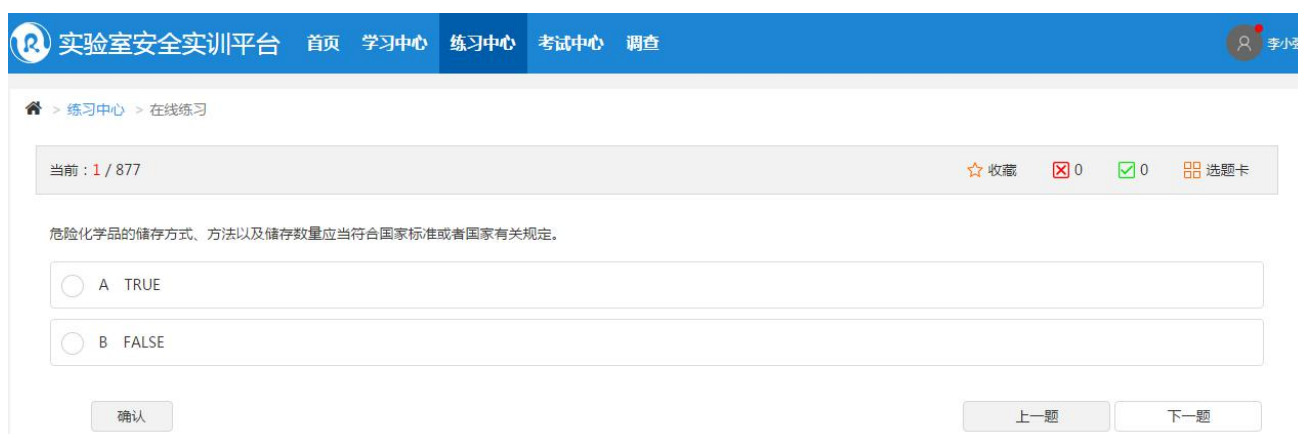 实验室安全实训平台 首页 学习中心 练习中心 考试中心 调查 李小
> 练习中心 > 在线练习
当前：1 / 877 收藏 0 0 选题卡
危险化学品的储存方式、方法以及储存数量应当符合国家标准或者国家有关规定。
A TRUE
B FALSE
确认 上一题 下一题